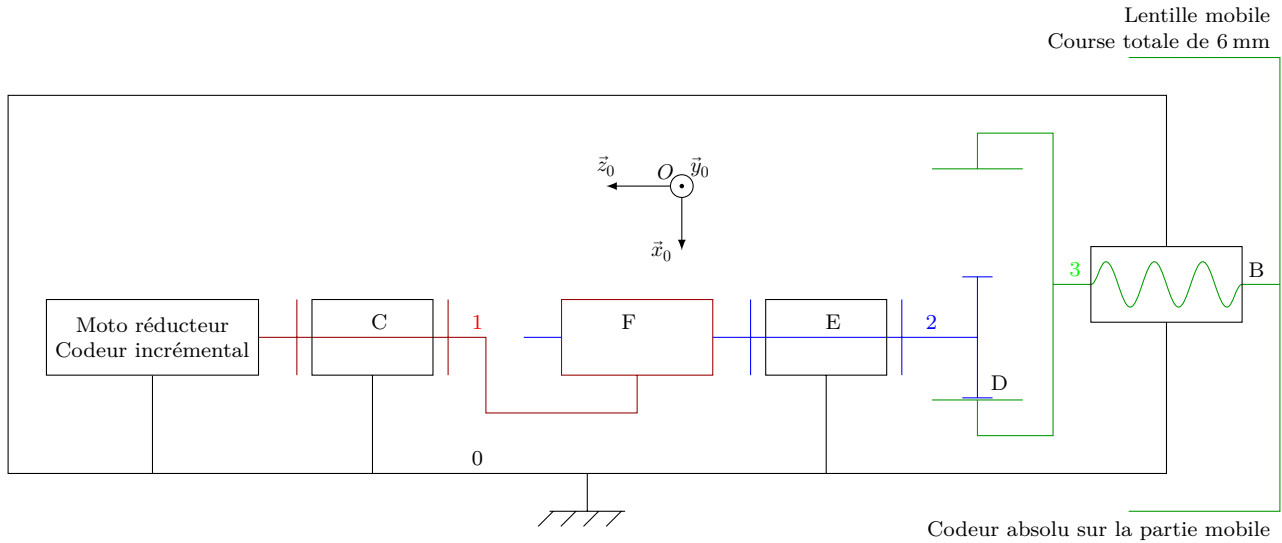 Lentille mobile
Course totale de 6 mm
z⃗₀
O
y⃗₀
x⃗₀
3
B
Moto réducteur
Codeur incrémental
C
1
F
E
2
D
0
Codeur absolu sur la partie mobile